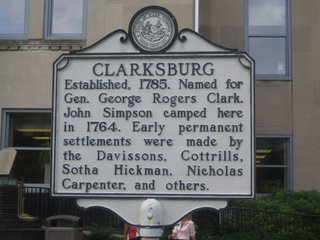 CLARKSBURG
Established, 1785. Named for
Gen. George Rogers Clark.
John Simpson camped here
in 1764. Early permanent
settlements were made by
the Davissons, Cottrills,
Sotha Hickman, Nicholas
Carpenter, and others.